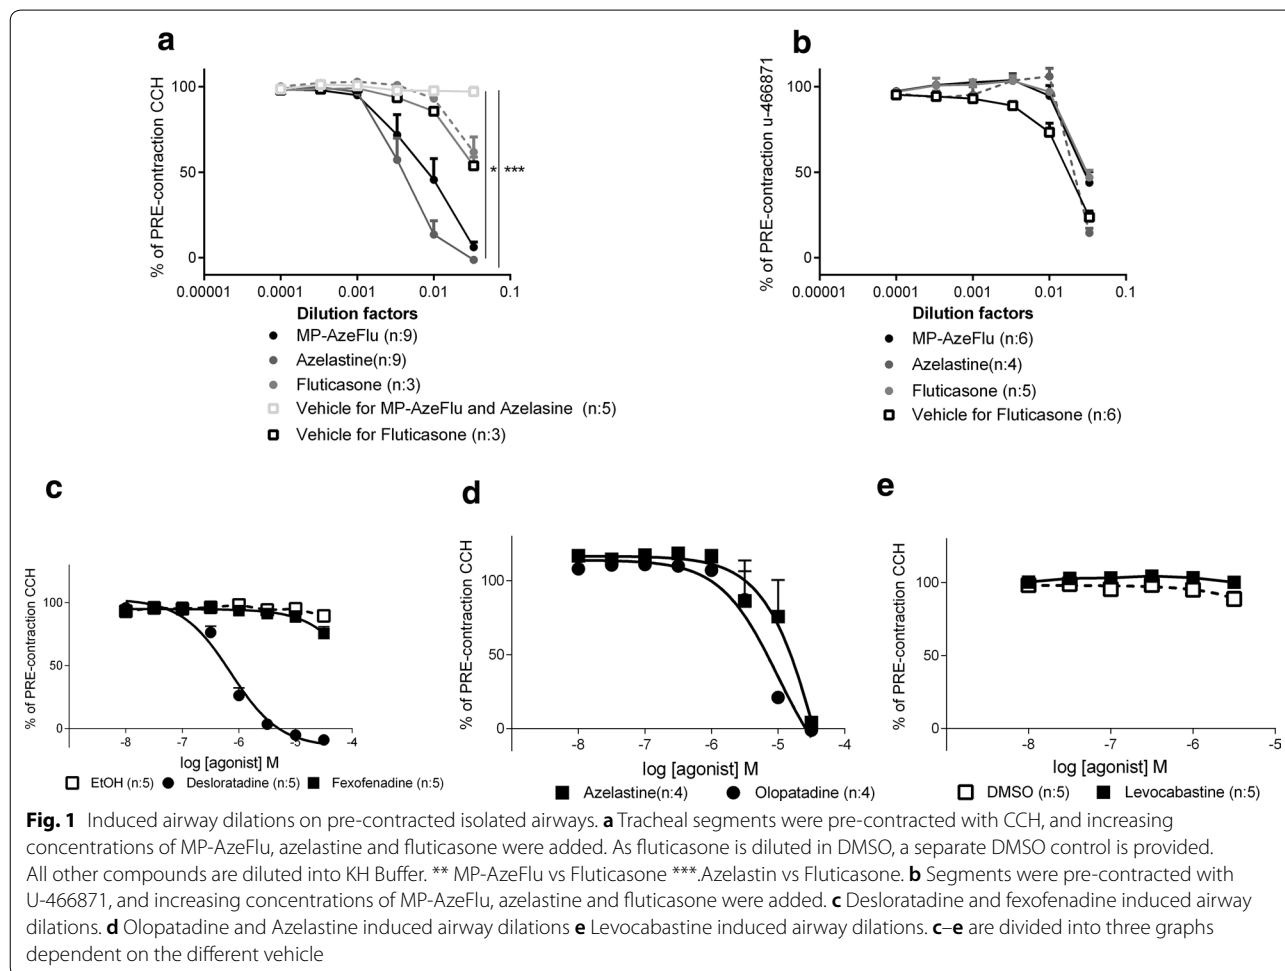 a
% of PRE-contraction CCH
100
50
0
* ***
0.00001 0.0001 0.001 0.01 0.1
Dilution factors
MP-AzeFlu (n:9)
Azelastine(n:9)
Fluticasone (n:3)
Vehicle for MP-AzeFlu and Azelasine (n:5)
Vehicle for Fluticasone (n:3)
b
% of PRE-contraction u-466871
100
50
0
0.00001 0.0001 0.001 0.01 0.1
Dilution factors
MP-AzeFlu (n:6)
Azelastine(n:4)
Fluticasone (n:5)
Vehicle for Fluticasone (n:6)
c
% of PRE-contraction CCH
100
50
0
-8 -7 -6 -5 -4
log [agonist] M
EtOH (n:5) Desloratadine (n:5) Fexofenadine (n:5)
d
% of PRE-contraction CCH
100
50
0
-8 -7 -6 -5 -4
log [agonist] M
Azelastine(n:4) Olopatadine (n:4)
e
% of PRE-contraction CCH
100
50
0
-8 -7 -6 -5
log [agonist] M
DMSO (n:5) Levocabastine (n:5)
Fig. 1 Induced airway dilations on pre-contracted isolated airways. a Tracheal segments were pre-contracted with CCH, and increasing
concentrations of MP-AzeFlu, azelastine and fluticasone were added. As fluticasone is diluted in DMSO, a separate DMSO control is provided.
All other compounds are diluted into KH Buffer. ** MP-AzeFlu vs Fluticasone ***.Azelastin vs Fluticasone. b Segments were pre-contracted with
U-466871, and increasing concentrations of MP-AzeFlu, azelastine and fluticasone were added. c Desloratadine and fexofenadine induced airway
dilations. d Olopatadine and Azelastine induced airway dilations e Levocabastine induced airway dilations. c–e are divided into three graphs
dependent on the different vehicle